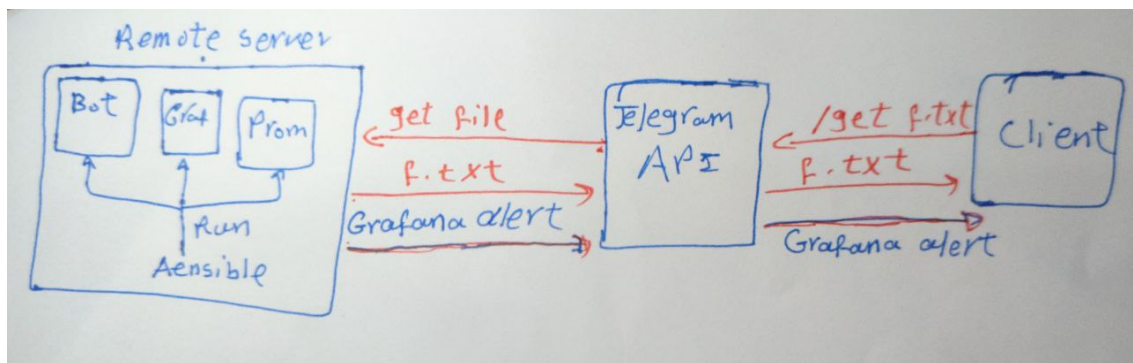 Remote server
Bot
Graf
Prom
Run
Aensible
get file
f.txt
Grafana alert
Telegram
API
/get f.txt
f.txt
Grafana alert
Client